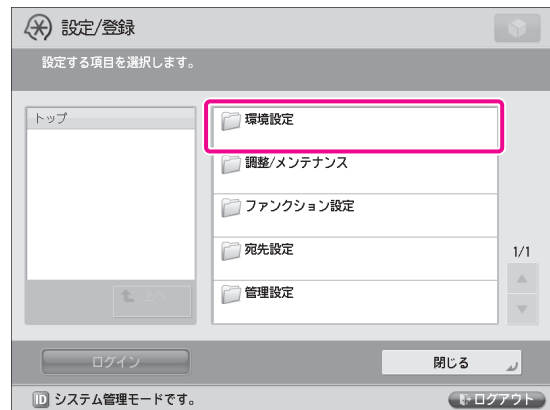 設定/登録
設定する項目を選択します。
トップ
環境設定
調整/メンテナンス
ファンクション設定
宛先設定
管理設定
1/1
上へ
ログイン
閉じる
ID システム管理モードです。
ログアウト